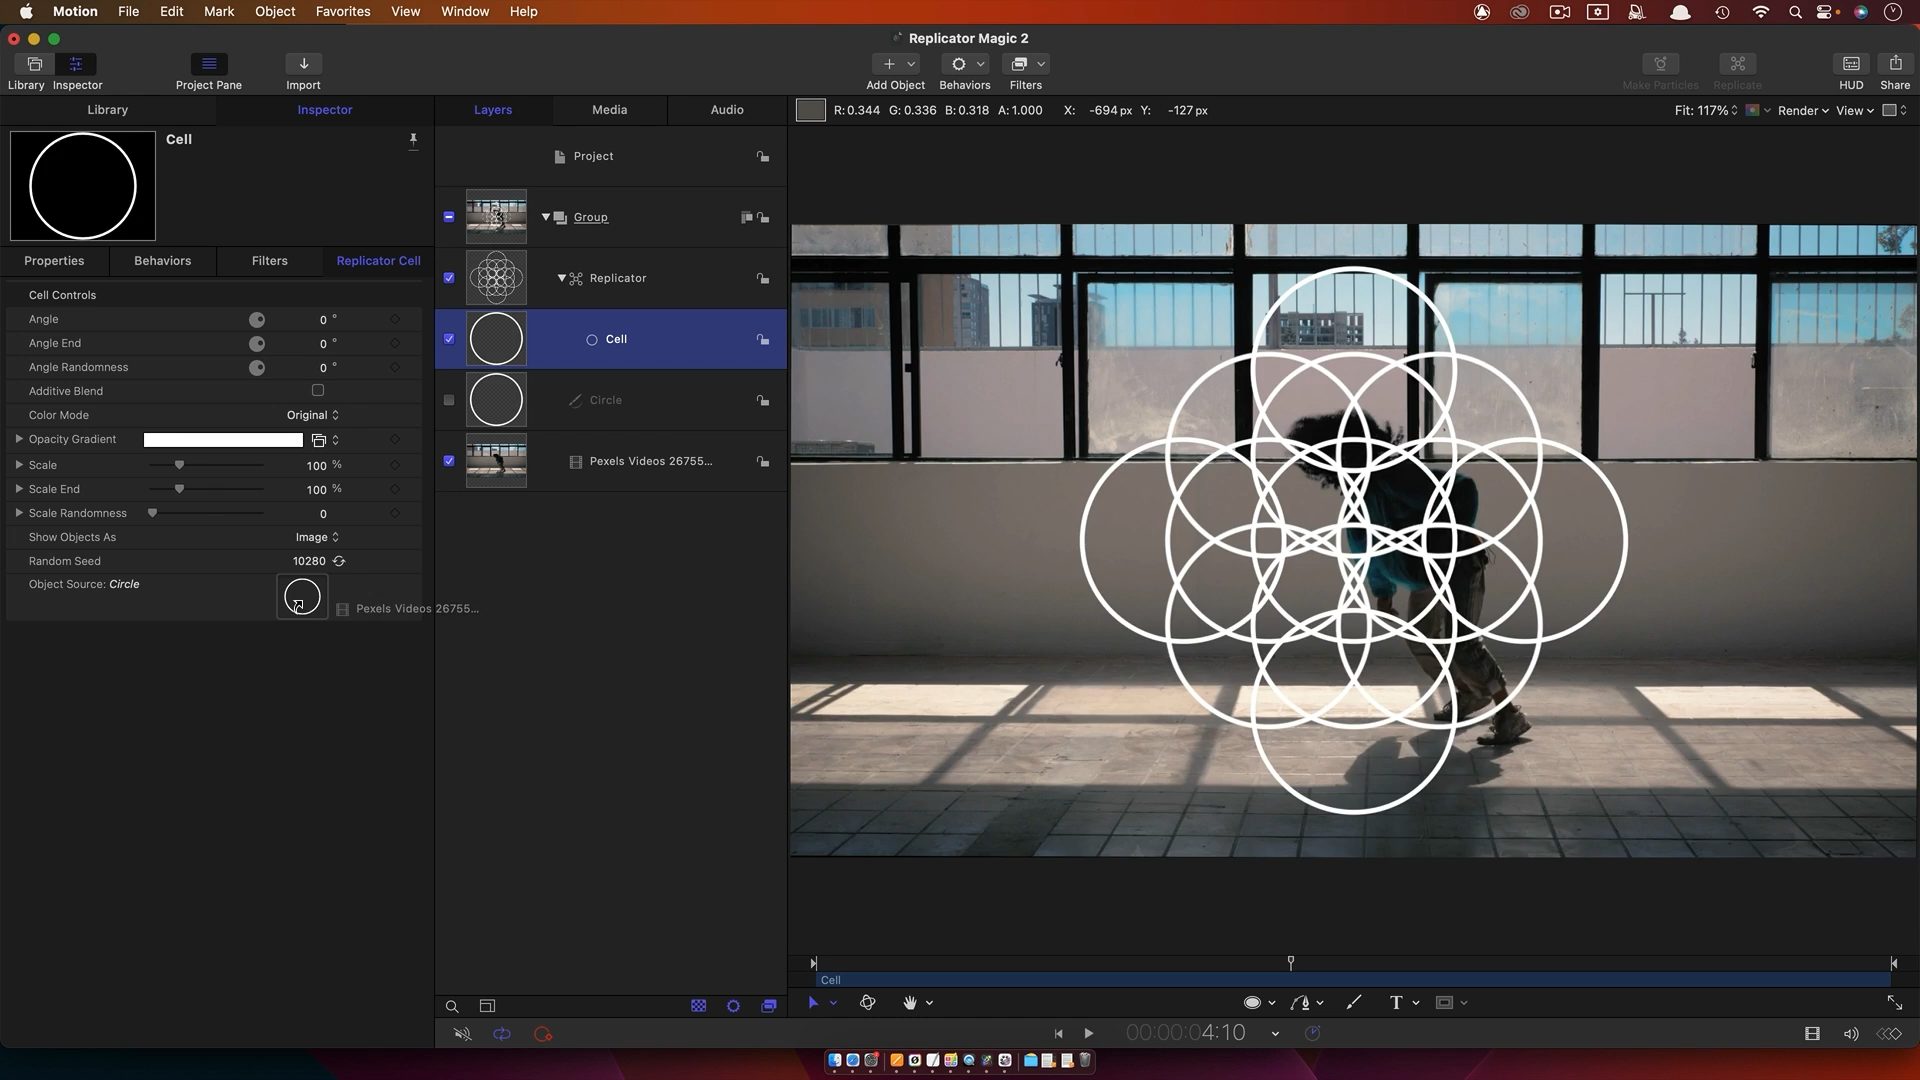 Motion File Edit Mark Object Favorites View Window Help
Replicator Magic 2
Library Inspector Project Pane Import Add Object Behaviors Filters Make Particles Replicate HUD Share
Library Inspector Layers Media Audio R: 0.344 G: 0.336 B: 0.318 A: 1.000 X: -694 px Y: -127 px Fit: 117% Render View
Cell
Project
Group
Properties Behaviors Filters Replicator Cell
Replicator
Cell Controls
Angle 0 °
Angle End 0 °
Cell
Angle Randomness 0 °
Additive Blend
Circle
Color Mode Original
Opacity Gradient
Scale 100 %
Pexels Videos 26755...
Scale End 100 %
Scale Randomness 0
Show Objects As Image
Random Seed 10280
Object Source: Circle
Pexels Videos 26755...
Cell
T
00:00:04:10